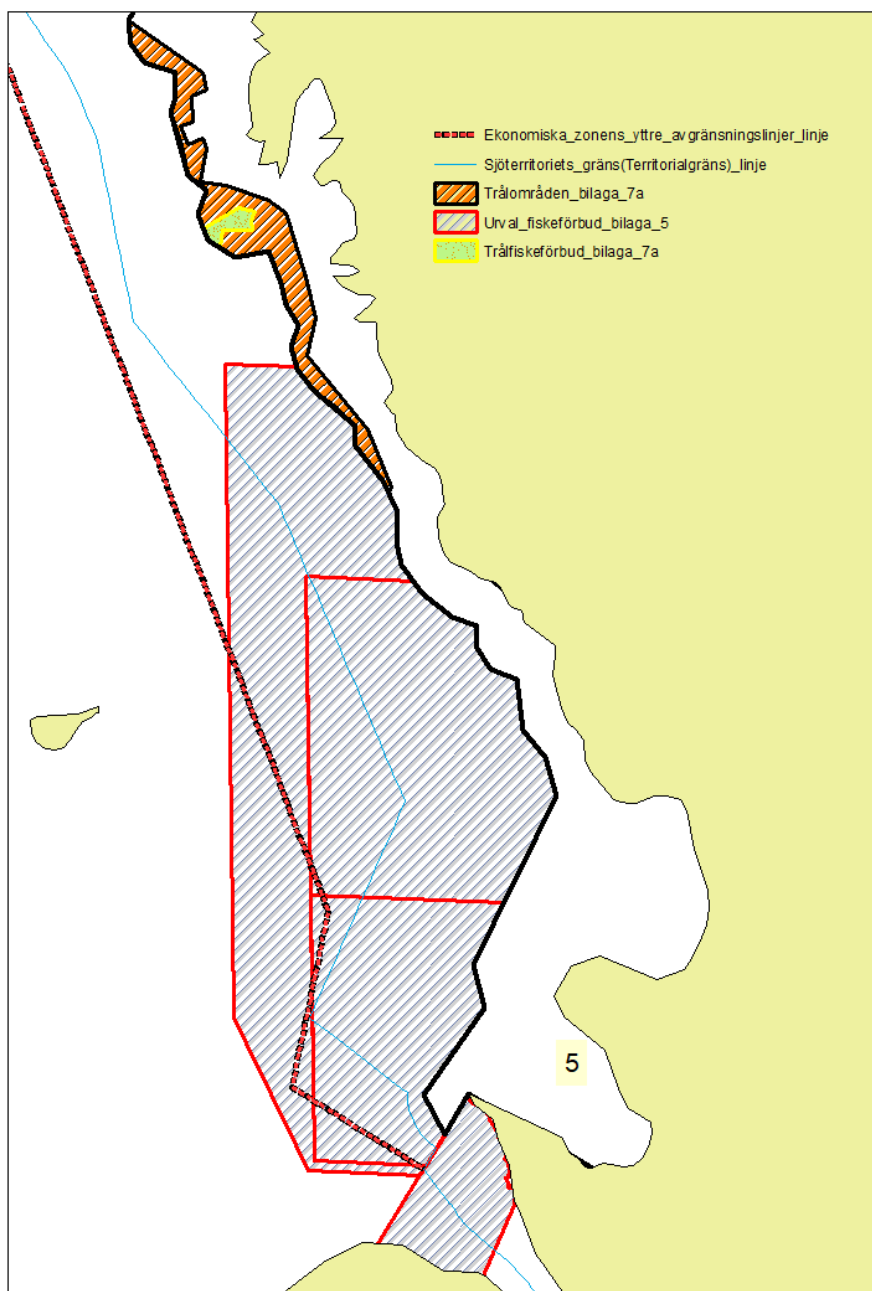 Ekonomiska_zonens_yttre_avgränsningslinjer_linje
Sjöterritoriets_gräns(Territorialgräns)_linje
Trålområden_bilaga_7a
Urval_fiskeförbud_bilaga_5
Trålfiskeförbud_bilaga_7a
5